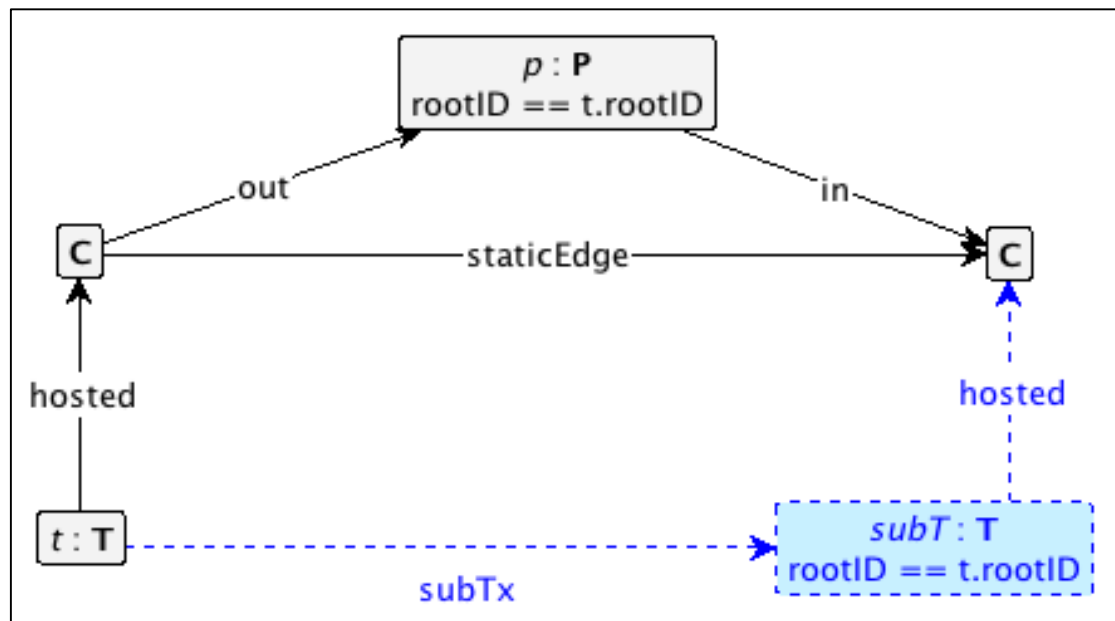 p : P
rootID == t.rootID
out
in
C
staticEdge
C
hosted
hosted
t : T
subT : T
rootID == t.rootID
subTx